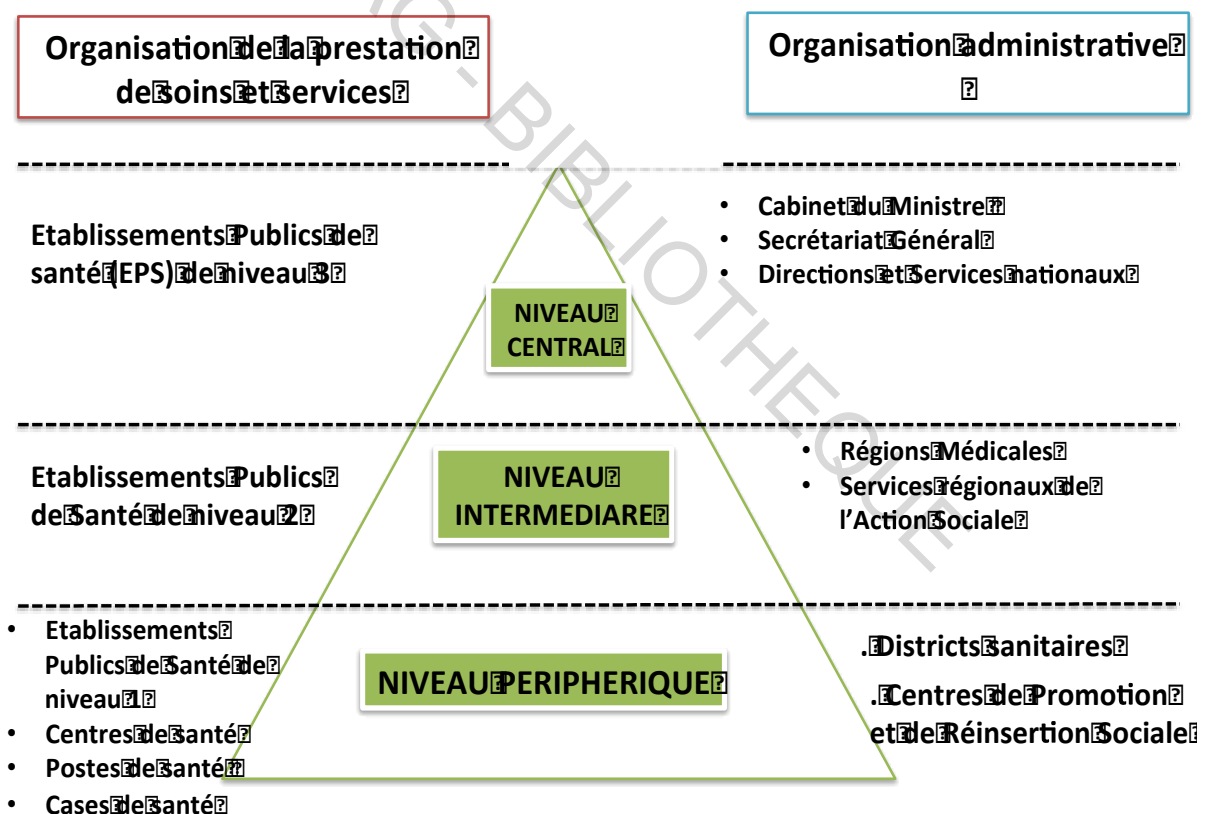 Organisation de la prestation
de soins et services
Organisation administrative
Etablissements Publics de
santé (EPS) de niveau 3
NIVEAU
CENTRAL
• Cabinet du Ministre
• Secrétariat Général
• Directions et Services nationaux
Etablissements Publics
de Santé de niveau 2
NIVEAU
INTERMEDIARE
• Régions Médicales
• Services régionaux de
l'Action Sociale
• Etablissements
Publics de Santé de
niveau 1
• Centres de santé
• Postes de santé
• Cases de santé
NIVEAU PERIPHERIQUE
. Districts sanitaires
. Centres de Promotion
et de Réinsertion Sociale
G - BIBLIOTHEQUE